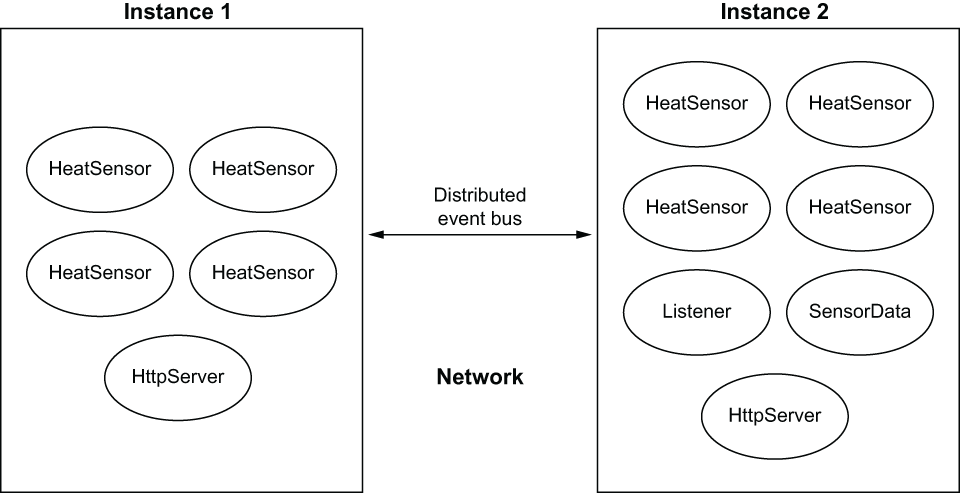 Instance 1
HeatSensor
HeatSensor
HeatSensor
HeatSensor
HttpServer
Distributed
event bus
Network
Instance 2
HeatSensor
HeatSensor
HeatSensor
HeatSensor
Listener
SensorData
HttpServer